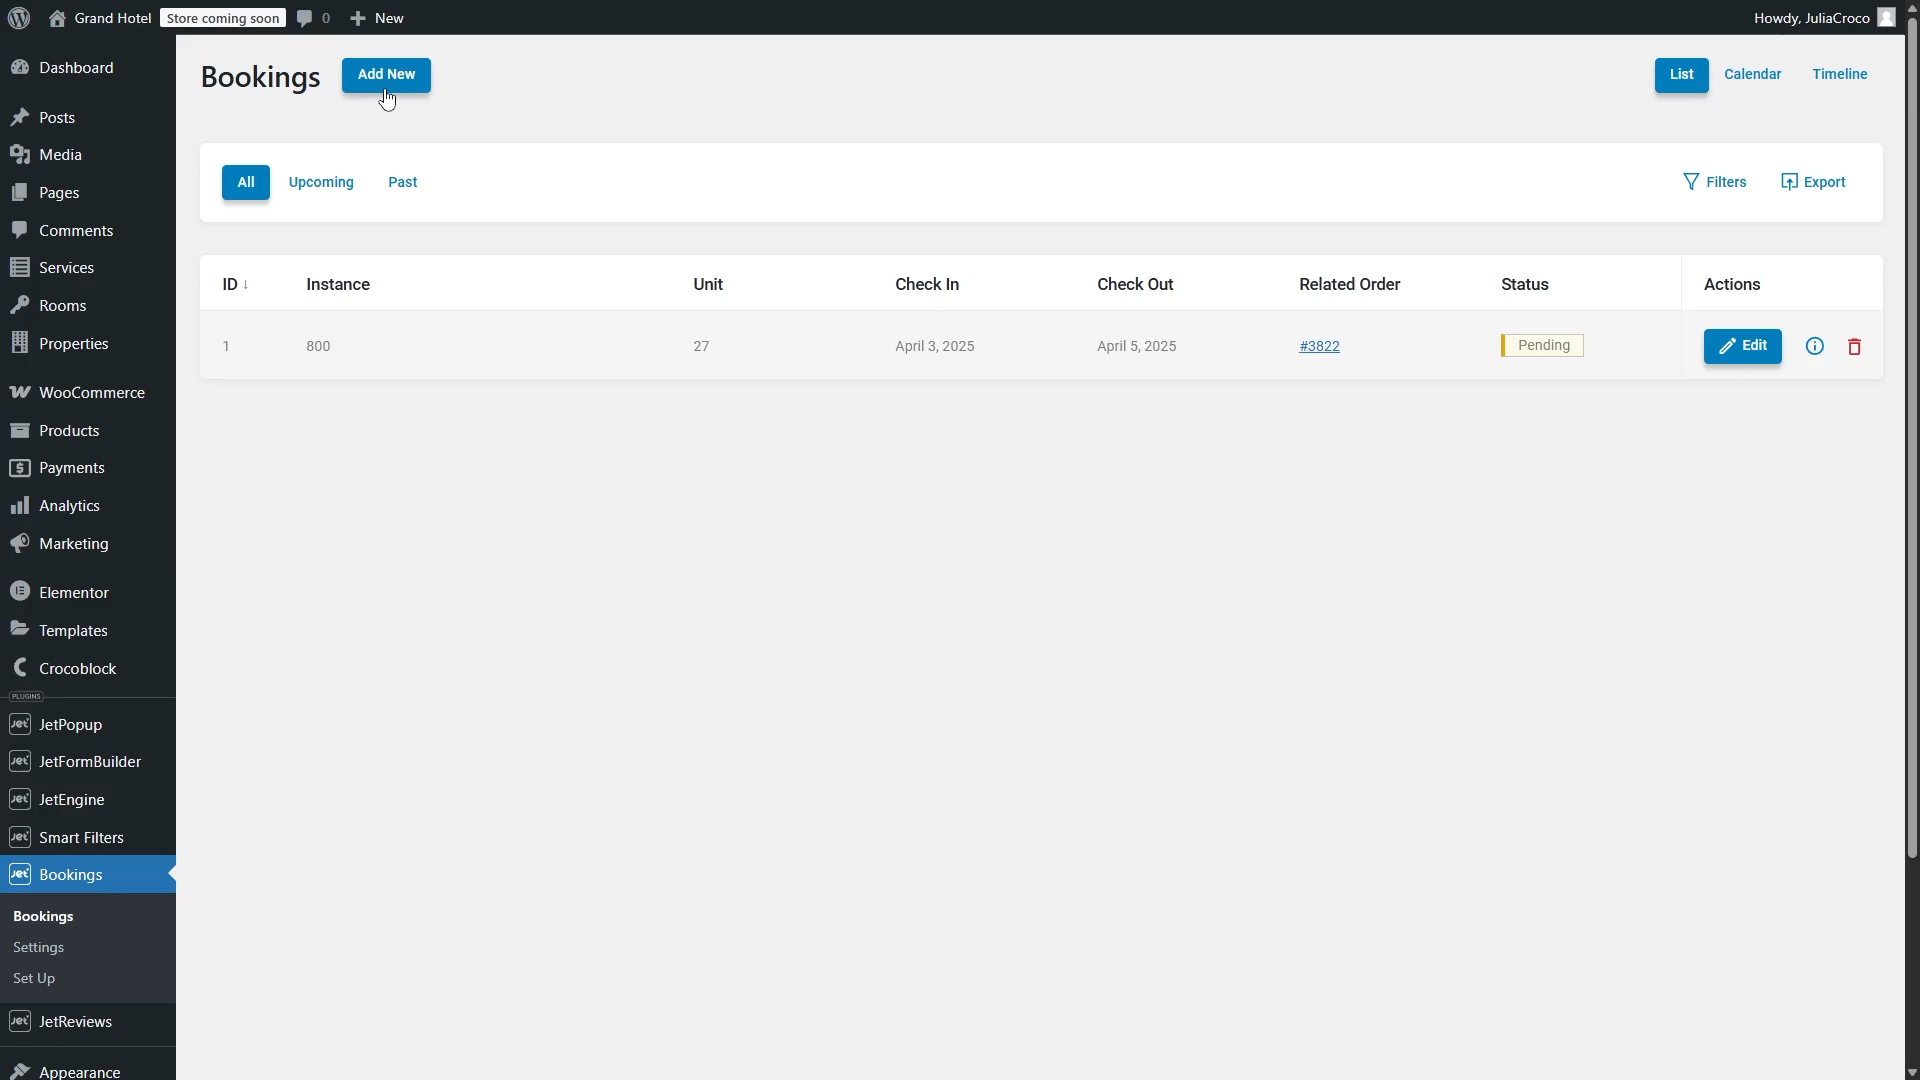 Grand Hotel Store coming soon 0 New Howdy, JuliaCroco
Dashboard
Posts
Media
Pages
Comments
Services
Rooms
Properties
WooCommerce
Products
Payments
Analytics
Marketing
Elementor
Templates
Crocoblock
PLUGINS
JetPopup
JetFormBuilder
JetEngine
Smart Filters
Bookings
Bookings
Settings
Set Up
JetReviews
Appearance
Bookings Add New List Calendar Timeline
All Upcoming Past Filters Export
ID ↓ Instance Unit Check In Check Out Related Order Status Actions
1 800 27 April 3, 2025 April 5, 2025 #3822 Pending Edit